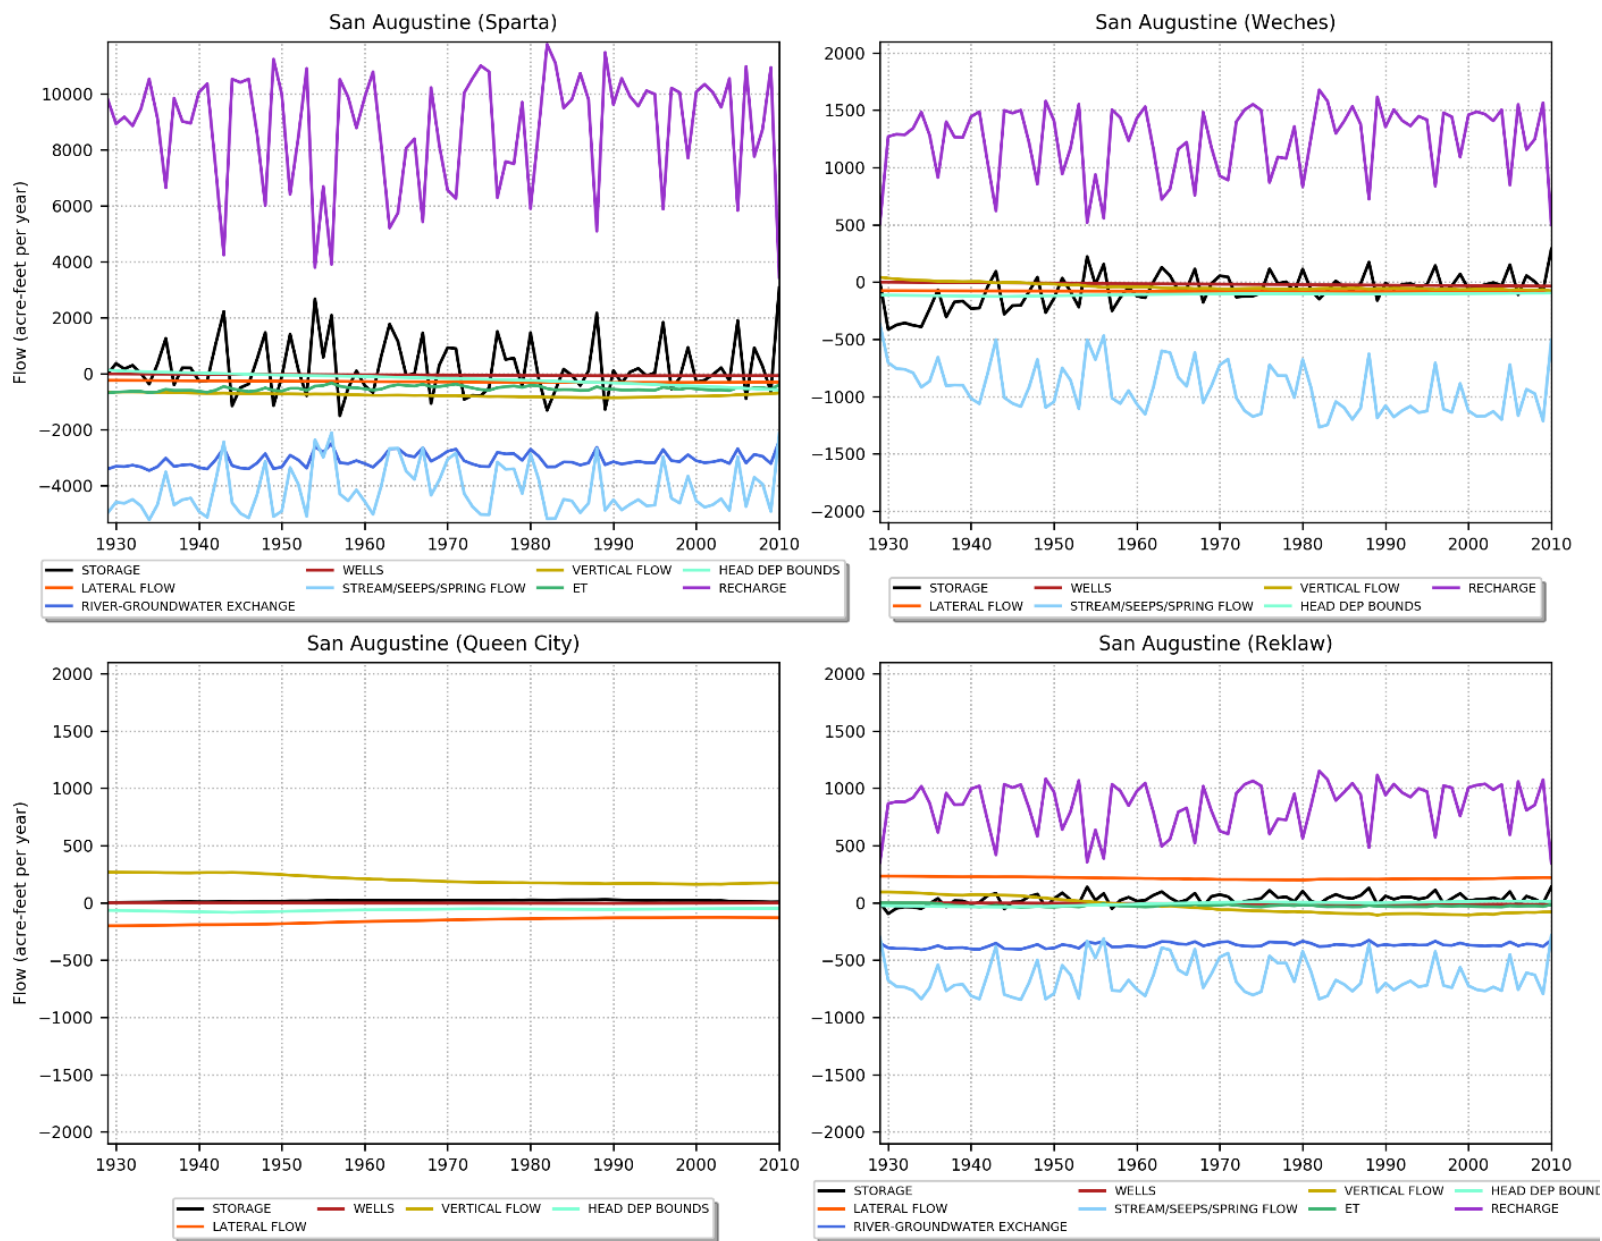 San Augustine (Sparta)
San Augustine (Weches)
Flow (acre-feet per year)
10000
8000
6000
4000
2000
0
−2000
−4000
1930 1940 1950 1960 1970 1980 1990 2000 2010
2000
1500
1000
500
0
−500
−1000
−1500
−2000
1930 1940 1950 1960 1970 1980 1990 2000 2010
STORAGE WELLS VERTICAL FLOW HEAD DEP BOUNDS
LATERAL FLOW STREAM/SEEPS/SPRING FLOW ET RECHARGE
RIVER-GROUNDWATER EXCHANGE
STORAGE WELLS VERTICAL FLOW RECHARGE
LATERAL FLOW STREAM/SEEPS/SPRING FLOW HEAD DEP BOUNDS
San Augustine (Queen City)
San Augustine (Reklaw)
Flow (acre-feet per year)
2000
1500
1000
500
0
−500
−1000
−1500
−2000
1930 1940 1950 1960 1970 1980 1990 2000 2010
2000
1500
1000
500
0
−500
−1000
−1500
−2000
1930 1940 1950 1960 1970 1980 1990 2000 2010
STORAGE WELLS VERTICAL FLOW HEAD DEP BOUNDS
LATERAL FLOW
STORAGE WELLS VERTICAL FLOW HEAD DEP BOUND
LATERAL FLOW STREAM/SEEPS/SPRING FLOW ET RECHARGE
RIVER-GROUNDWATER EXCHANGE